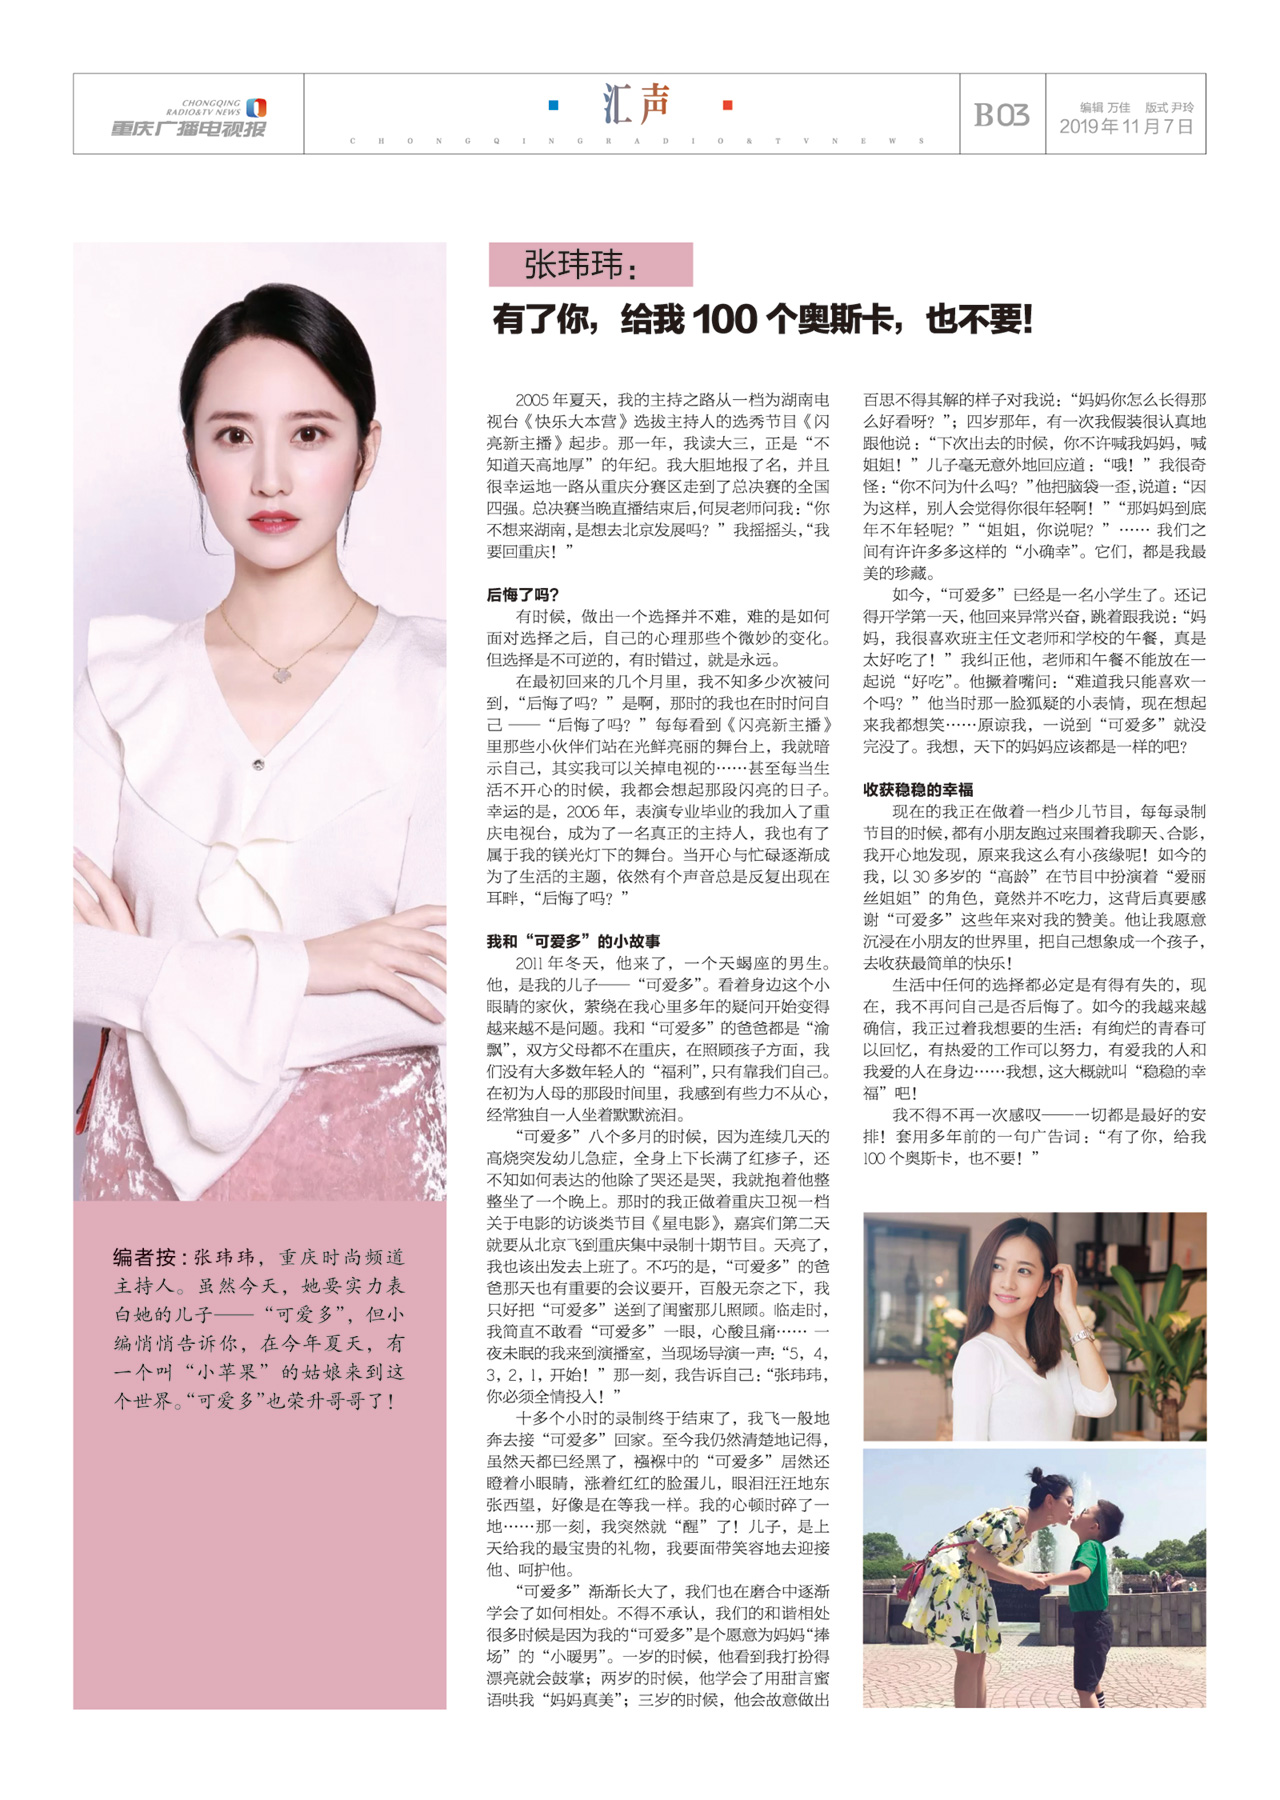 CHONGQING
RADIO&TV NEWS
重庆广播电视报
汇声
CHONGQINGRADIO&TVNEWS
B03
编辑 万佳 版式 尹玲
2019年11月7日
张玮玮：
有了你，给我100个奥斯卡，也不要！
编者按：张玮玮，重庆时尚频道
主持人。虽然今天，她要实力表
白她的儿子——“可爱多”，但小
编悄悄告诉你，在今年夏天，有
一个叫“小苹果”的姑娘来到这
个世界。“可爱多”也荣升哥哥了！
2005年夏天，我的主持之路从一档为湖南电
视台《快乐大本营》选拔主持人的选秀节目《闪
亮新主播》起步。那一年，我读大三，正是“不
知道天高地厚”的年纪。我大胆地报了名，并且
很幸运地一路从重庆分赛区走到了总决赛的全国
四强。总决赛当晚直播结束后，何炅老师问我：“你
不想来湖南，是想去北京发展吗？”我摇摇头，“我
要回重庆！”
后悔了吗？
有时候，做出一个选择并不难，难的是如何
面对选择之后，自己的心理那些个微妙的变化。
但选择是不可逆的，有时错过，就是永远。
在最初回来的几个月里，我不知多少次被问
到，“后悔了吗？”是啊，那时的我也在时时问自
己 ——“后悔了吗？”每每看到《闪亮新主播》
里那些小伙伴们站在光鲜亮丽的舞台上，我就暗
示自己，其实我可以关掉电视的……甚至每当生
活不开心的时候，我都会想起那段闪亮的日子。
幸运的是，2006年，表演专业毕业的我加入了重
庆电视台，成为了一名真正的主持人，我也有了
属于我的镁光灯下的舞台。当开心与忙碌逐渐成
为了生活的主题，依然有个声音总是反复出现在
耳畔，“后悔了吗？”
我和“可爱多”的小故事
2011年冬天，他来了，一个天蝎座的男生。
他，是我的儿子——“可爱多”。看着身边这个小
眼睛的家伙，萦绕在我心里多年的疑问开始变得
越来越不是问题。我和“可爱多”的爸爸都是“渝
飘”，双方父母都不在重庆，在照顾孩子方面，我
们没有大多数年轻人的“福利”，只有靠我们自己。
在初为人母的那段时间里，我感到有些力不从心，
经常独自一人坐着默默流泪。
“可爱多”八个多月的时候，因为连续几天的
高烧突发幼儿急症，全身上下长满了红疹子，还
不知如何表达的他除了哭还是哭，我就抱着他整
整坐了一个晚上。那时的我正做着重庆卫视一档
关于电影的访谈类节目《星电影》，嘉宾们第二天
就要从北京飞到重庆集中录制十期节目。天亮了，
我也该出发去上班了。不巧的是，“可爱多”的爸
爸那天也有重要的会议要开，百般无奈之下，我
只好把“可爱多”送到了闺蜜那儿照顾。临走时，
我简直不敢看“可爱多”一眼，心酸且痛…… 一
夜未眠的我来到演播室，当现场导演一声：“5，4，
3，2，1，开始！”那一刻，我告诉自己：“张玮玮，
你必须全情投入！”
十多个小时的录制终于结束了，我飞一般地
奔去接“可爱多”回家。至今我仍然清楚地记得，
虽然天都已经黑了，襁褓中的“可爱多”居然还
瞪着小眼睛，涨着红红的脸蛋儿，眼泪汪汪地东
张西望，好像是在等我一样。我的心顿时碎了一
地……那一刻，我突然就“醒”了！儿子，是上
天给我的最宝贵的礼物，我要面带笑容地去迎接
他、呵护他。
“可爱多”渐渐长大了，我们也在磨合中逐渐
学会了如何相处。不得不承认，我们的和谐相处
很多时候是因为我的“可爱多”是个愿意为妈妈“捧
场”的“小暖男”。一岁的时候，他看到我打扮得
漂亮就会鼓掌；两岁的时候，他学会了用甜言蜜
语哄我“妈妈真美”；三岁的时候，他会故意做出
百思不得其解的样子对我说：“妈妈你怎么长得那
么好看呀？”；四岁那年，有一次我假装很认真地
跟他说：“下次出去的时候，你不许喊我妈妈，喊
姐姐！”儿子毫无意外地回应道：“哦！”我很奇
怪：“你不问为什么吗？”他把脑袋一歪，说道：“因
为这样，别人会觉得你很年轻啊！”“那妈妈到底
年不年轻呢？”“姐姐，你说呢？”…… 我们之
间有许许多多这样的“小确幸”。它们，都是我最
美的珍藏。
如今，“可爱多”已经是一名小学生了。还记
得开学第一天，他回来异常兴奋，跳着跟我说：“妈
妈，我很喜欢班主任文老师和学校的午餐，真是
太好吃了！”我纠正他，老师和午餐不能放在一
起说“好吃”。他撅着嘴问：“难道我只能喜欢一
个吗？”他当时那一脸狐疑的小表情，现在想起
来我都想笑……原谅我，一说到“可爱多”就没
完没了。我想，天下的妈妈应该都是一样的吧？
收获稳稳的幸福
现在的我正在做着一档少儿节目，每每录制
节目的时候，都有小朋友跑过来围着我聊天、合影，
我开心地发现，原来我这么有小孩缘呢！如今的
我，以30多岁的“高龄”在节目中扮演着“爱丽
丝姐姐”的角色，竟然并不吃力，这背后真要感
谢“可爱多”这些年来对我的赞美。他让我愿意
沉浸在小朋友的世界里，把自己想象成一个孩子，
去收获最简单的快乐！
生活中任何的选择都必定是有得有失的，现
在，我不再问自己是否后悔了。如今的我越来越
确信，我正过着我想要的生活：有绚烂的青春可
以回忆，有热爱的工作可以努力，有爱我的人和
我爱的人在身边……我想，这大概就叫“稳稳的幸
福”吧！
我不得不再一次感叹——一切都是最好的安
排！套用多年前的一句广告词：“有了你，给我
100个奥斯卡，也不要！”